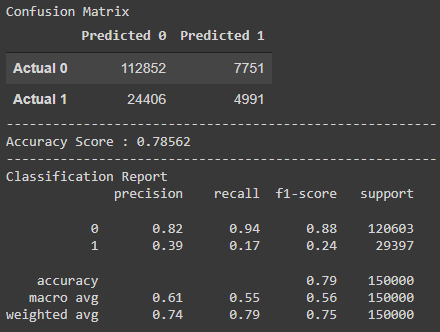 Confusion Matrix
Predicted 0 Predicted 1
Actual 0 112852 7751
Actual 1 24406 4991
------------------------------------------------------
Accuracy Score : 0.78562
------------------------------------------------------
Classification Report
precision recall f1-score support
0 0.82 0.94 0.88 120603
1 0.39 0.17 0.24 29397
accuracy 0.79 150000
macro avg 0.61 0.55 0.56 150000
weighted avg 0.74 0.79 0.75 150000